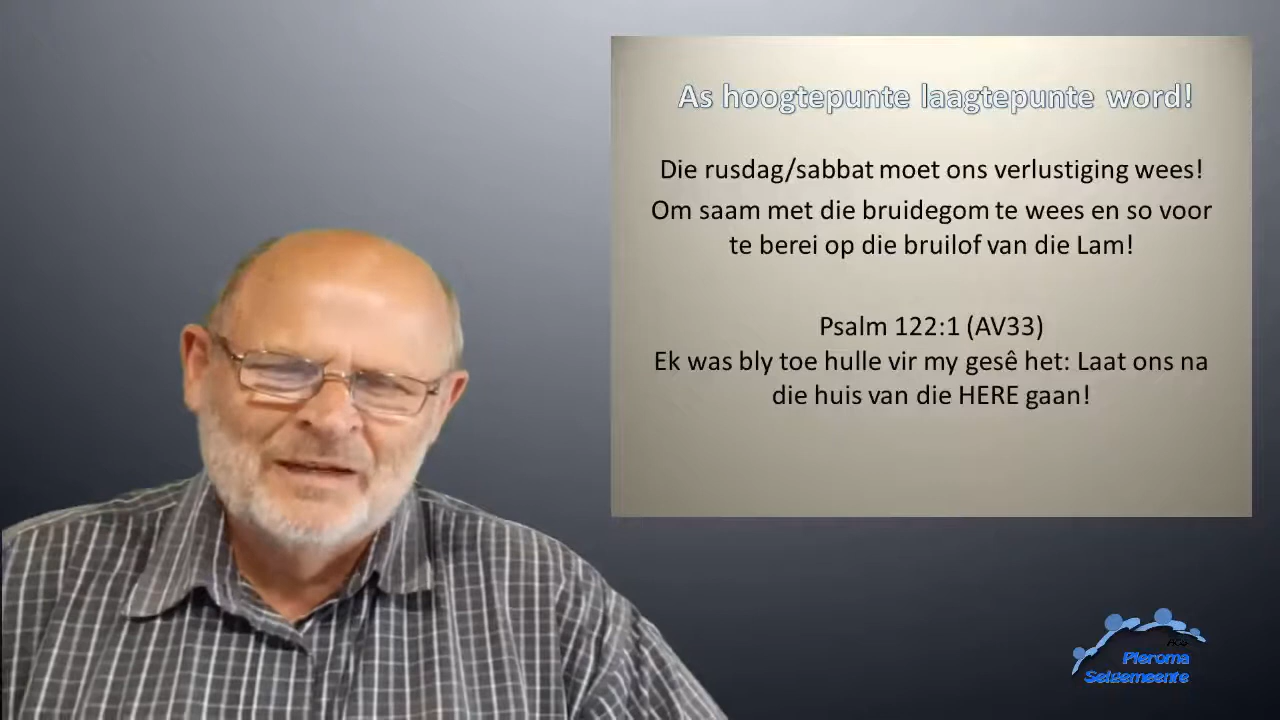 As hoogtepunte laagtepunte word!
Die rusdag/sabbat moet ons verlustiging wees!
Om saam met die bruidegom te wees en so voor
te berei op die bruilof van die Lam!
Psalm 122:1 (AV33)
Ek was bly toe hulle vir my gesê het: Laat ons na
die huis van die HERE gaan!
Pleroma
Selgemeente